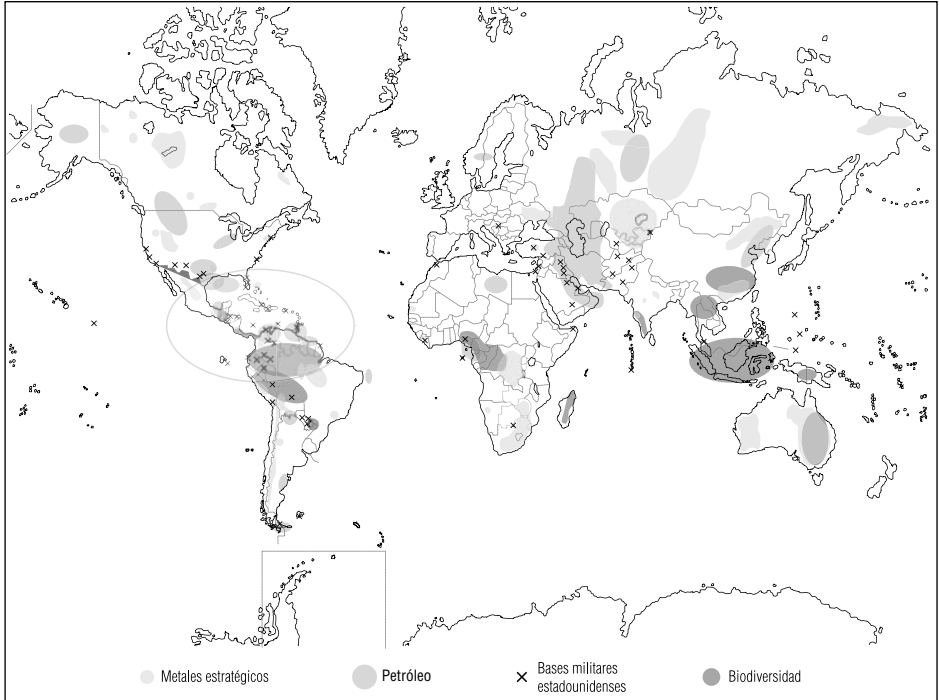 Metales estratégicos
Petróleo
Bases militares
estadounidenses
Biodiversidad